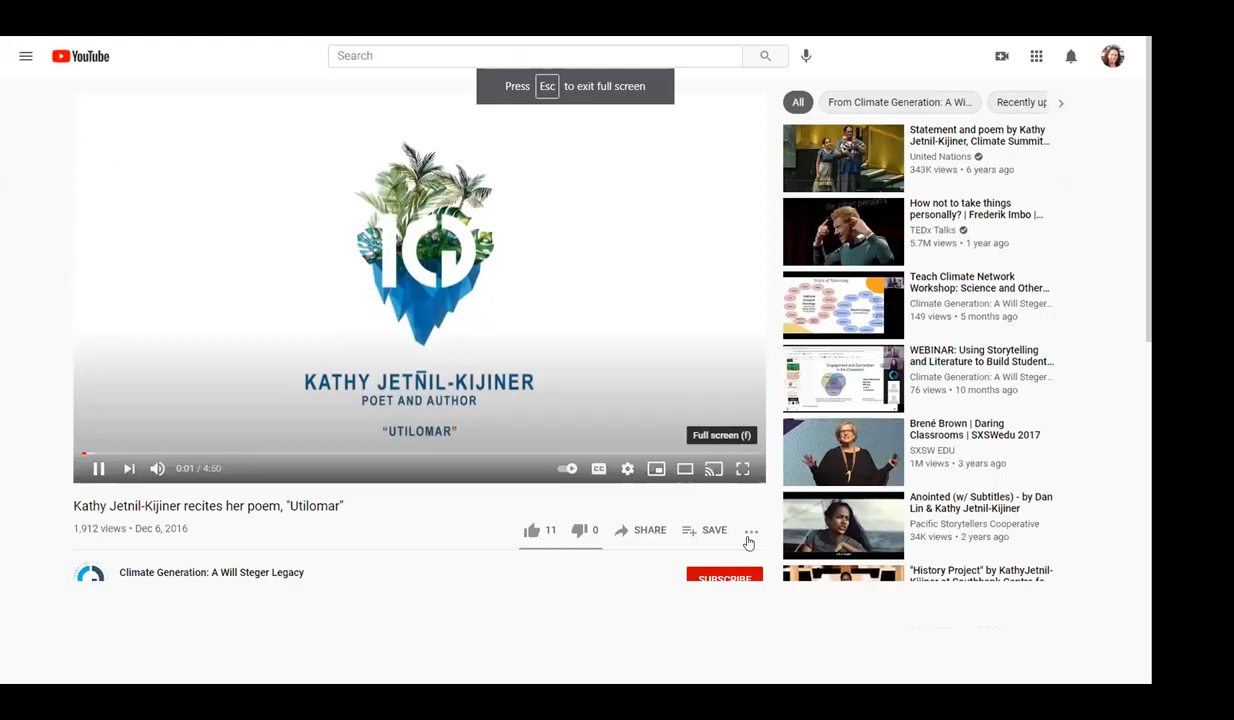 YouTube
Search
Press Esc to exit full screen
KATHY JETÑIL-KIJINER
POET AND AUTHOR
“UTILOMAR”
Full screen (f)
0:01 / 4:50
CC
Kathy Jetnil-Kijiner recites her poem, "Utilomar"
1,912 views • Dec 6, 2016
11
0
SHARE
SAVE
Climate Generation: A Will Steger Legacy
SUBSCRIBE
All
From Climate Generation: A Wi...
Recently up
Statement and poem by Kathy
Jetnil-Kijiner, Climate Summit...
United Nations
343K views • 6 years ago
How not to take things
personally? | Frederik Imbo |...
TEDx Talks
5.7M views • 1 year ago
Teach Climate Network
Workshop: Science and Other...
Climate Generation: A Will Steger...
149 views • 5 months ago
WEBINAR: Using Storytelling
and Literature to Build Student...
Climate Generation: A Will Steger...
76 views • 10 months ago
Brené Brown | Daring
Classrooms | SXSWedu 2017
SXSW EDU
1M views • 3 years ago
Anointed (w/ Subtitles) - by Dan
Lin & Kathy Jetnil-Kijiner
Pacific Storytellers Cooperative
34K views • 2 years ago
"History Project" by KathyJetnil-
Kijiner at Southbank Centre fo